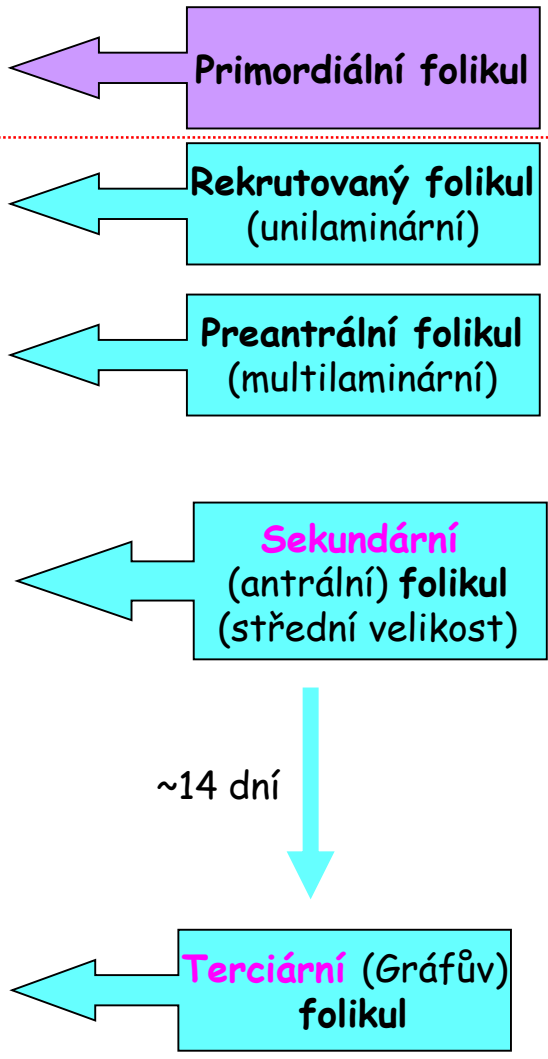 Primordiální folikul
Rekrutovaný folikul
(unilaminární)
Preantrální folikul
(multilaminární)
Sekundární
(antrální) folikul
(střední velikost)
~14 dní
Terciární (Gráfův)
folikul